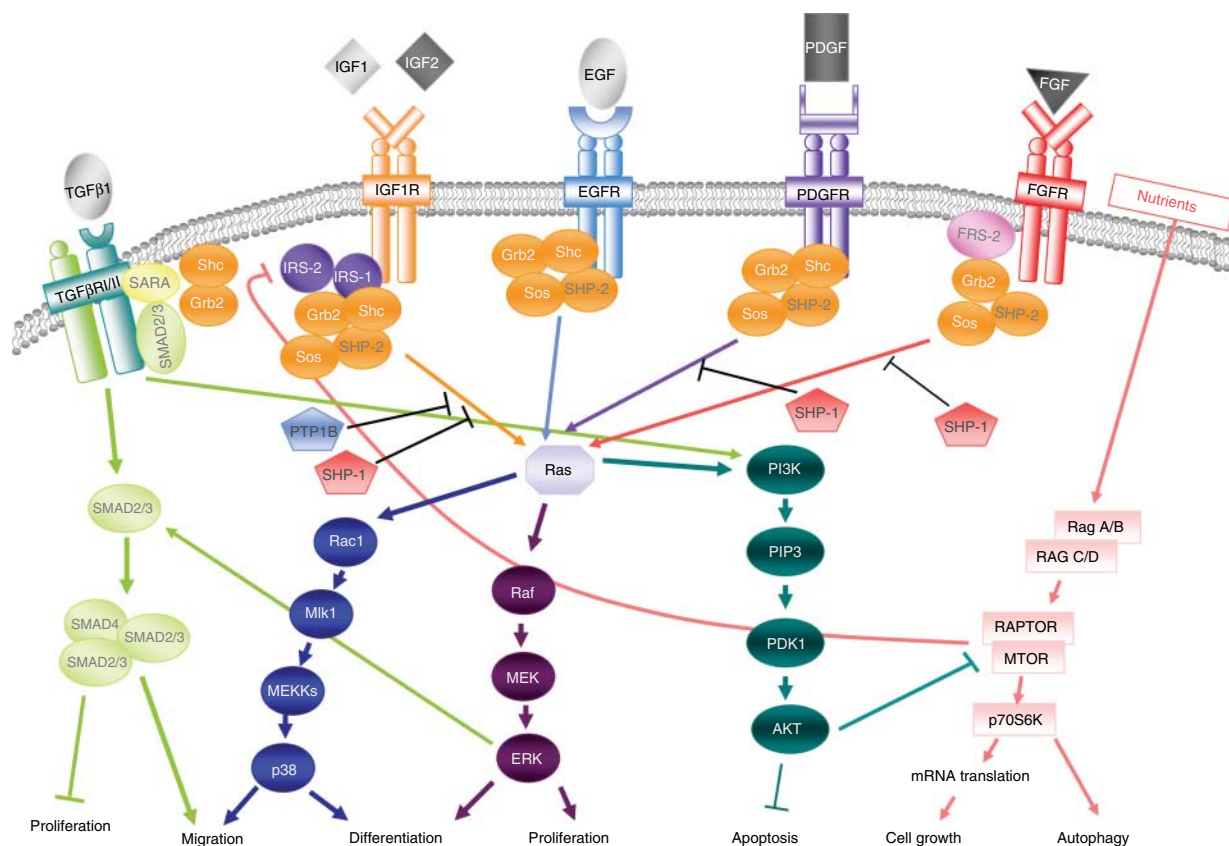 IGF1
IGF2
EGF
PDGF
FGF
TGFβ1
IGF1R
EGFR
PDGFR
FGFR
Nutrients
TGFβRI/II
SARA
SMAD2/3
Shc
Grb2
IRS-2
IRS-1
Grb2
Shc
Sos
SHP-2
Grb2
Shc
Sos
SHP-2
Grb2
Shc
Sos
SHP-2
FRS-2
Grb2
SHP-2
Sos
PTP1B
SHP-1
SHP-1
SHP-1
Ras
PI3K
SMAD2/3
Rac1
PIP3
Rag A/B
RAG C/D
Raf
Mlk1
SMAD4
SMAD2/3
SMAD2/3
PDK1
RAPTOR
MTOR
MEKKs
MEK
AKT
p70S6K
p38
ERK
mRNA translation
Proliferation
Migration
Differentiation
Proliferation
Apoptosis
Cell growth
Autophagy